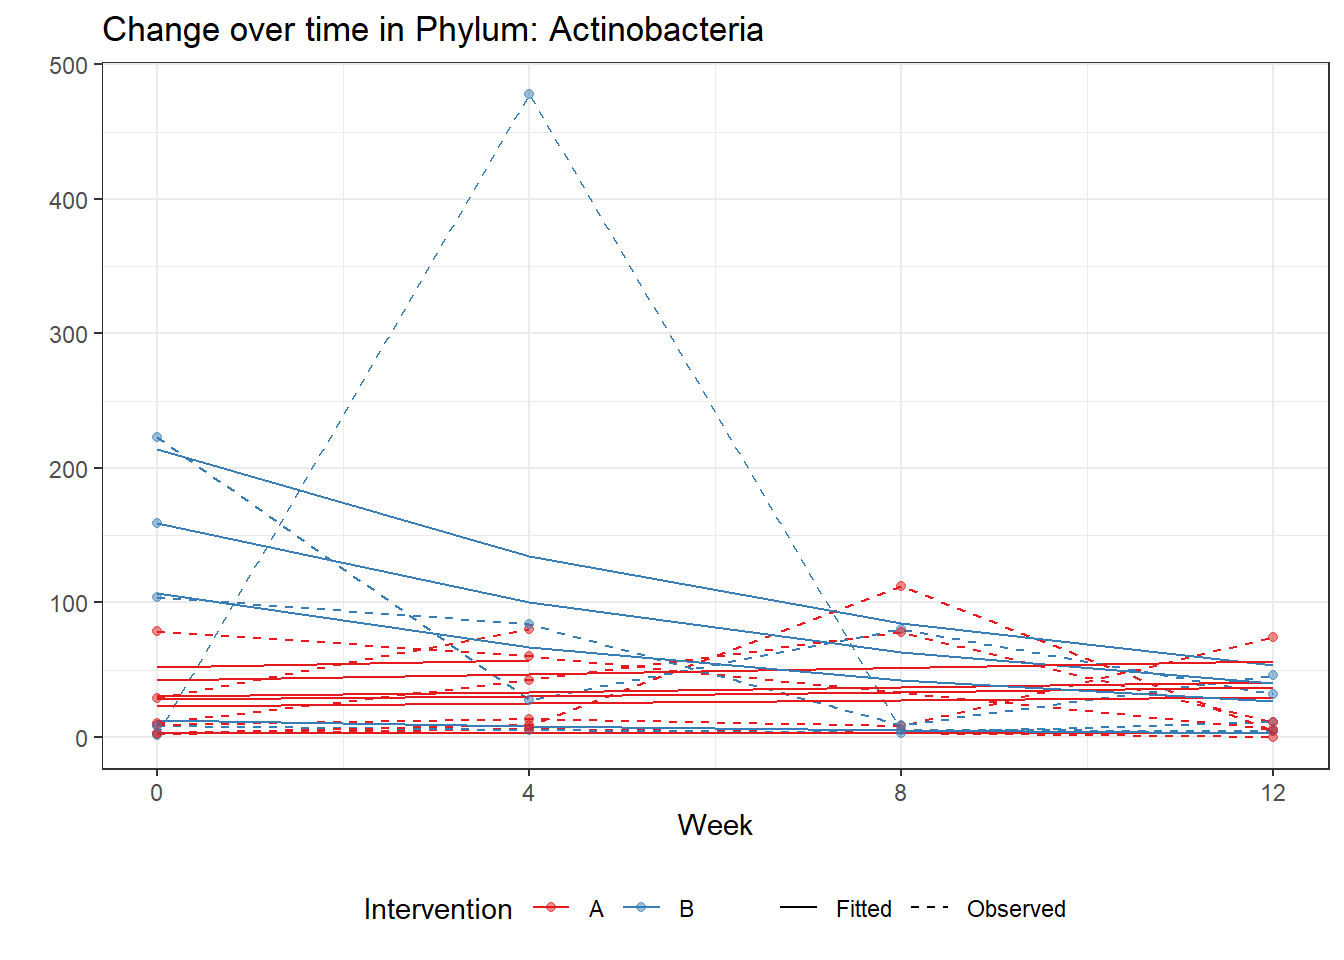 Change over time in Phylum: Actinobacteria
500
400
300
200
100
0
0 4 8 12
Week
Intervention A B Fitted Observed